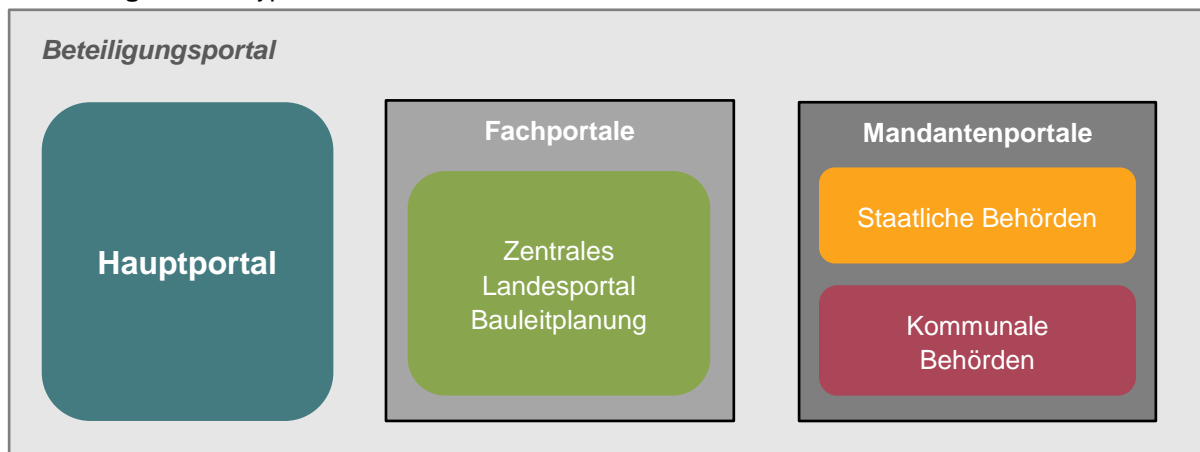 Beteiligungsportal
Hauptportal
Fachportale
Zentrales
Landesportal
Bauleitplanung
Mandantenportale
Staatliche Behörden
Kommunale
Behörden